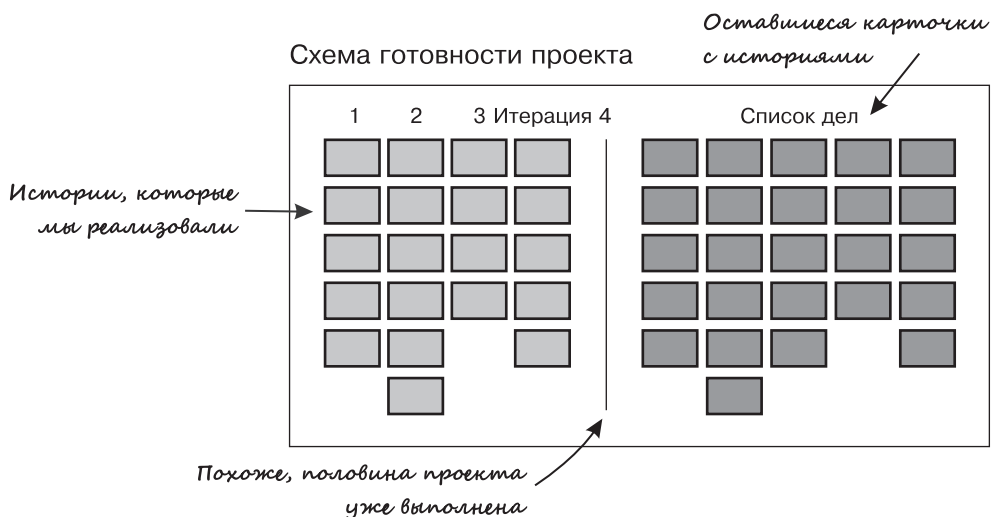 Оставшиеся карточки
с историями
Схема готовности проекта
1 2 3 Итерация 4 Список дел
Истории, которые
мы реализовали
Похоже, половина проекта
уже выполнена